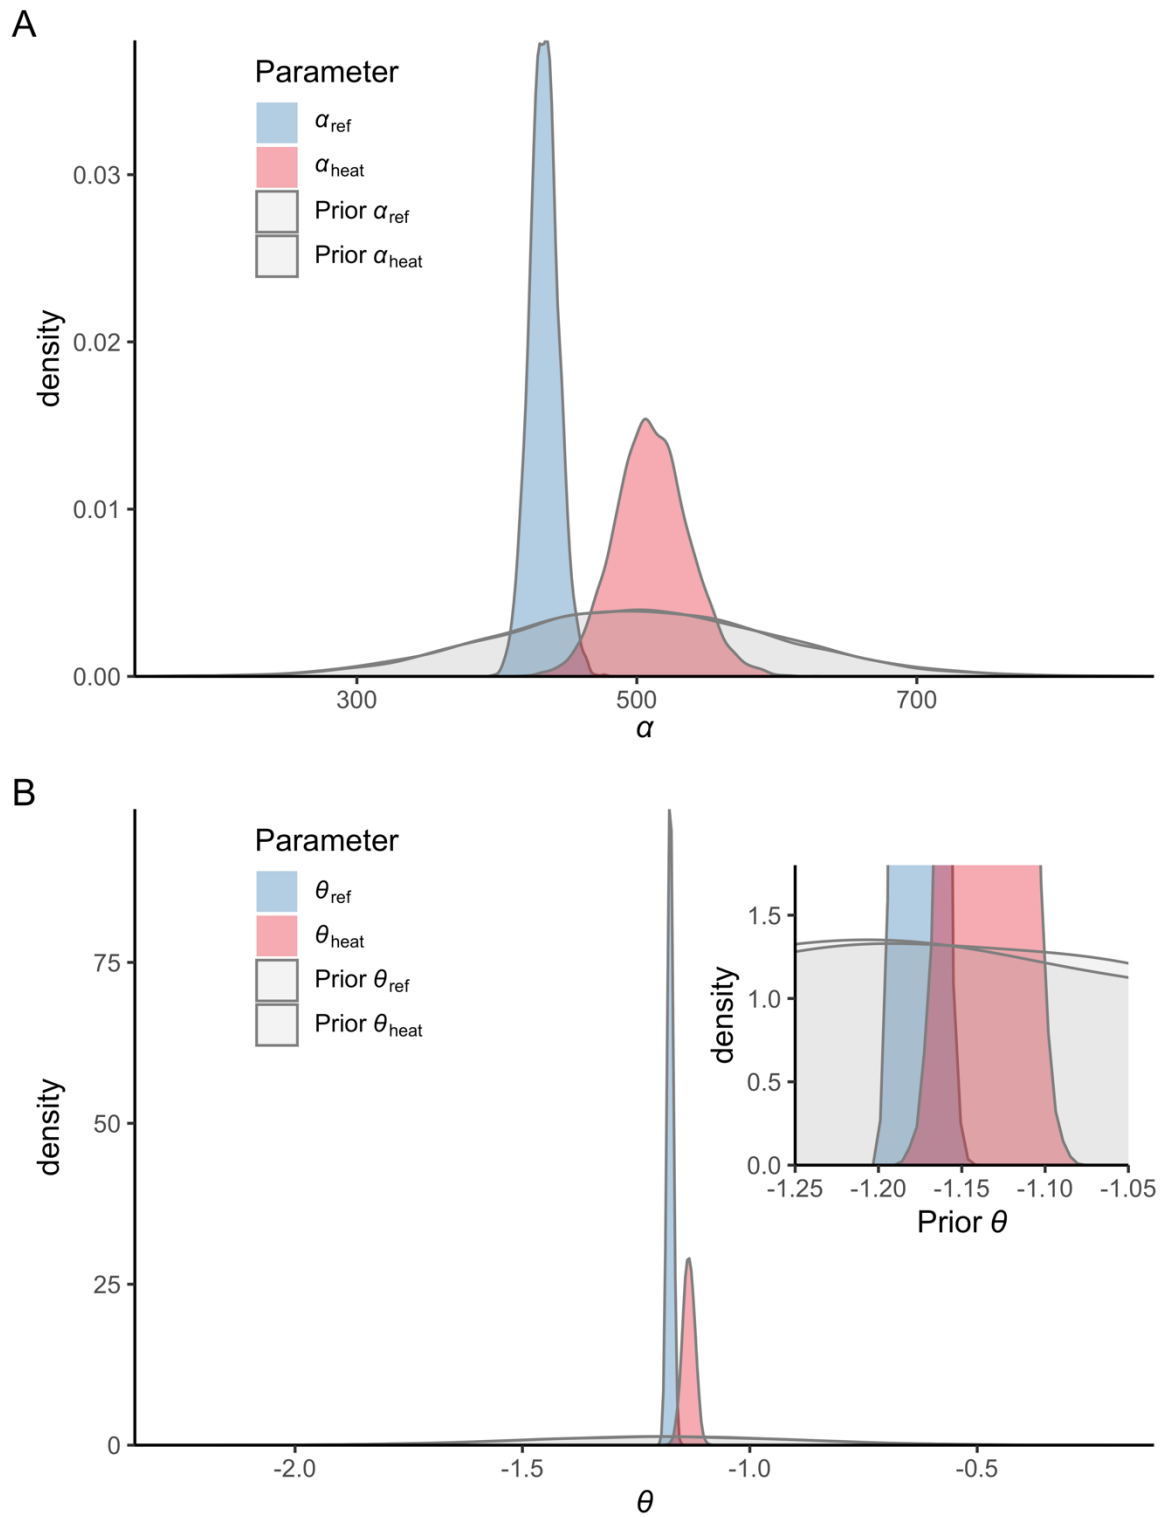 A
Parameter
αref
αheat
Prior αref
Prior αheat
density
0.03
0.02
0.01
0.00
300 500 700
α
B
Parameter
θref
θheat
Prior θref
Prior θheat
density
75
50
25
0
-2.0 -1.5 -1.0 -0.5
θ
density
1.5
1.0
0.5
0.0
-1.25 -1.20 -1.15 -1.10 -1.05
Prior θ